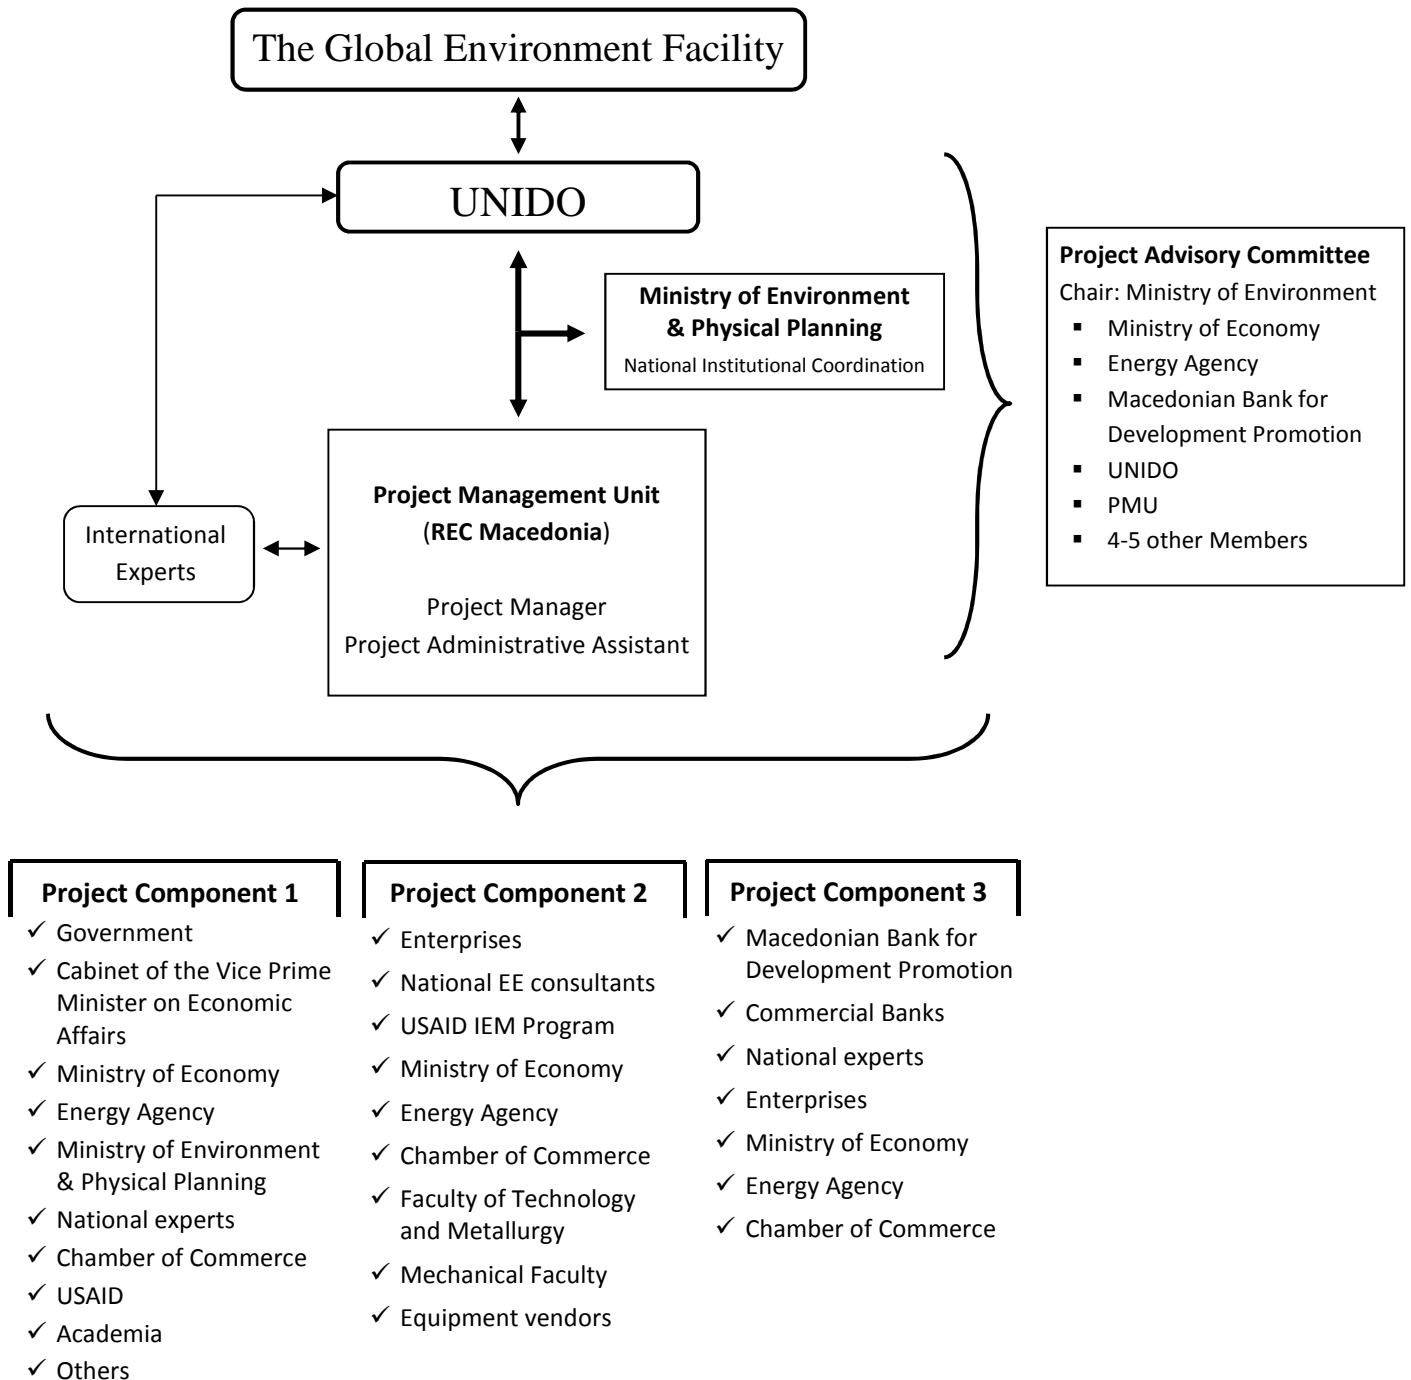 The Global Environment Facility
UNIDO
Ministry of Environment
& Physical Planning
National Institutional Coordination
Project Advisory Committee
Chair: Ministry of Environment
▪ Ministry of Economy
▪ Energy Agency
▪ Macedonian Bank for
Development Promotion
▪ UNIDO
▪ PMU
▪ 4-5 other Members
International
Experts
Project Management Unit
(REC Macedonia)
Project Manager
Project Administrative Assistant
Project Component 1
✓ Government
✓ Cabinet of the Vice Prime
Minister on Economic
Affairs
✓ Ministry of Economy
✓ Energy Agency
✓ Ministry of Environment
& Physical Planning
✓ National experts
✓ Chamber of Commerce
✓ USAID
✓ Academia
✓ Others
Project Component 2
✓ Enterprises
✓ National EE consultants
✓ USAID IEM Program
✓ Ministry of Economy
✓ Energy Agency
✓ Chamber of Commerce
✓ Faculty of Technology
and Metallurgy
✓ Mechanical Faculty
✓ Equipment vendors
Project Component 3
✓ Macedonian Bank for
Development Promotion
✓ Commercial Banks
✓ National experts
✓ Enterprises
✓ Ministry of Economy
✓ Energy Agency
✓ Chamber of Commerce